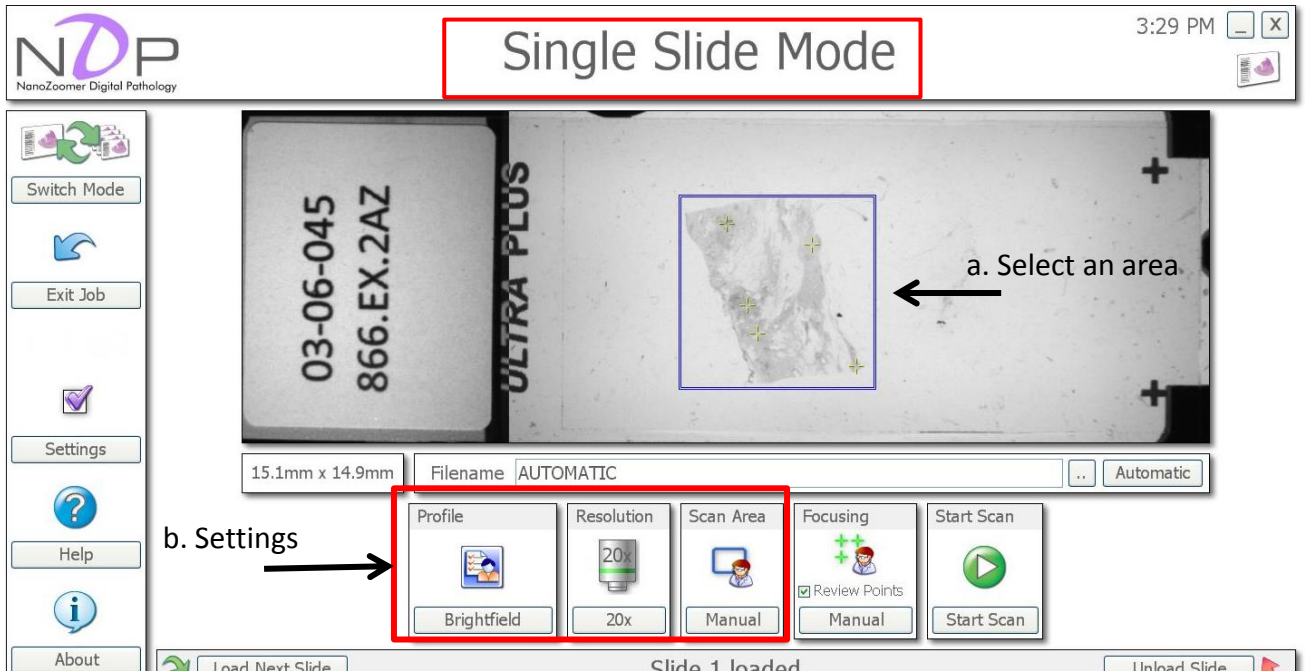 NDP
NanoZoomer Digital Pathology
Single Slide Mode
3:29 PM _ X
Switch Mode
Exit Job
Settings
Help
About
03-06-045
866.EX.2AZ
ULTRA PLUS
a. Select an area
15.1mm x 14.9mm
Filename AUTOMATIC .. Automatic
b. Settings
Profile
Brightfield
Resolution
20x
20x
Scan Area
Manual
Focusing
Review Points
Manual
Start Scan
Start Scan
Load Next Slide
Slide 1 loaded
Unload Slide